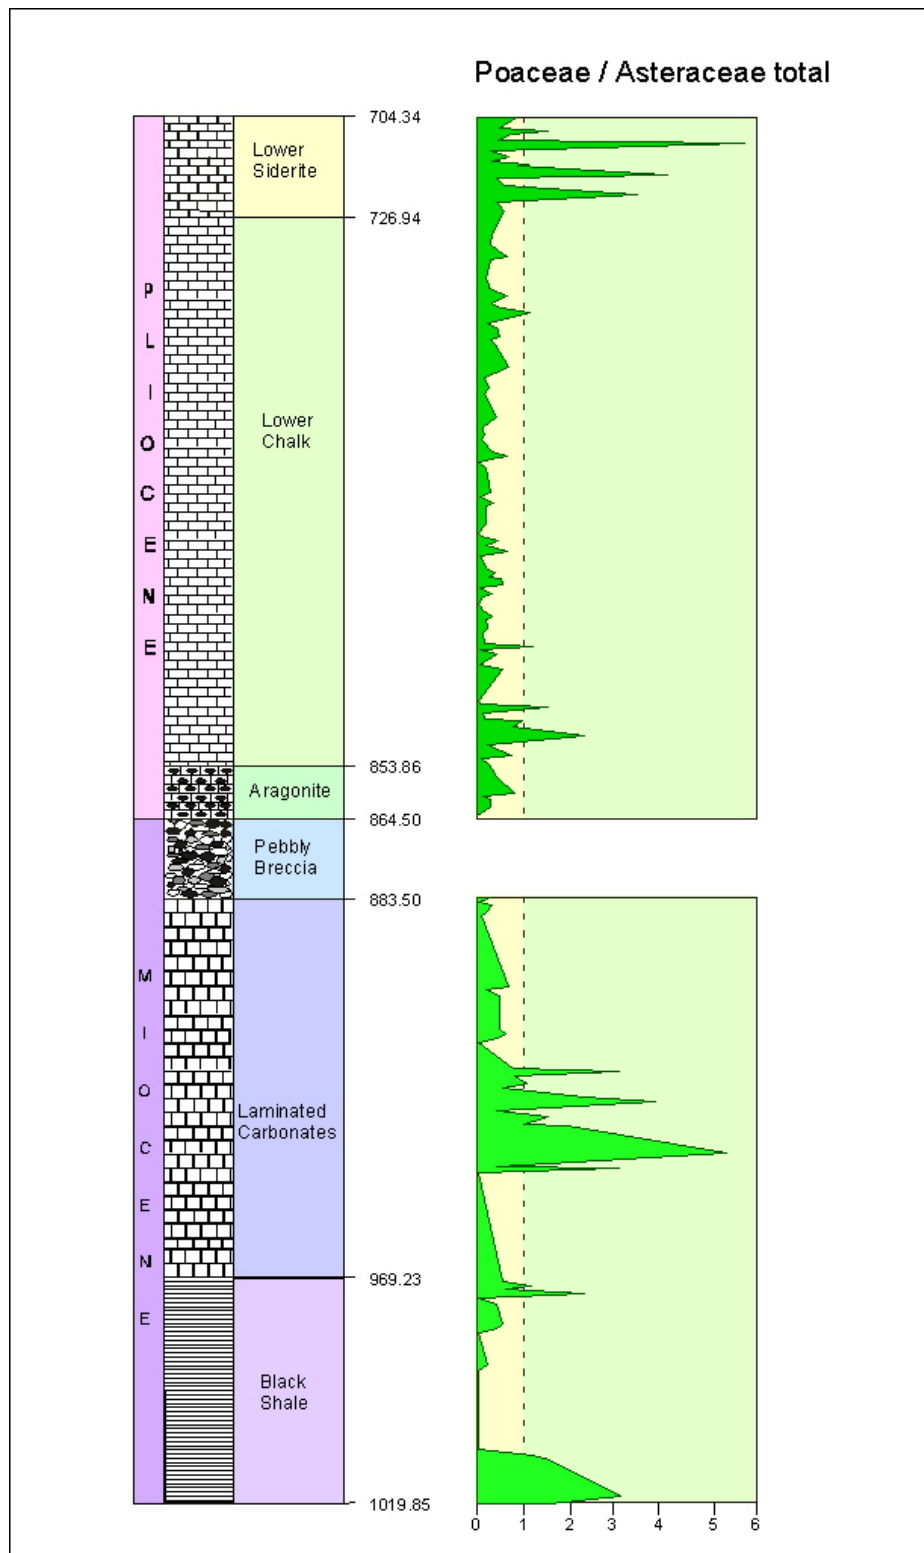 Poaceae / Asteraceae total
704.34
Lower
Siderite
726.94
P L I O C E N E
Lower
Chalk
853.86
Aragonite
864.50
Pebbly
Breccia
883.50
M I O C E N E
Laminated
Carbonates
969.23
Black
Shale
1019.85
0 1 2 3 4 5 6